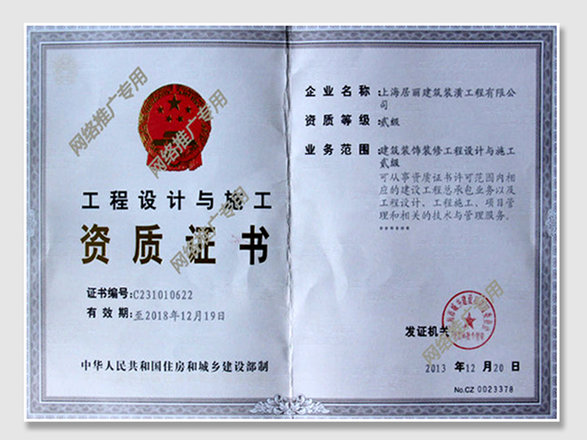 工程设计与施工
资质证书
证书编号:C231010622
有 效 期:至2018年12月19日
中华人民共和国住房和城乡建设部制
企业名称:上海居丽建筑装潢工程有限公
司
资质等级:贰级
业务范围:建筑装饰装修工程设计与施工
贰级
可从事资质证书许可范围内相
应的建设工程总承包业务以及
工程设计、工程施工、项目管
理和相关的技术与管理服务。
******
发证机关
2013 年 12 月 20 日
No.CZ 0023378
网络推广专用
网络推广专用
网络推广专用
网络推广专用